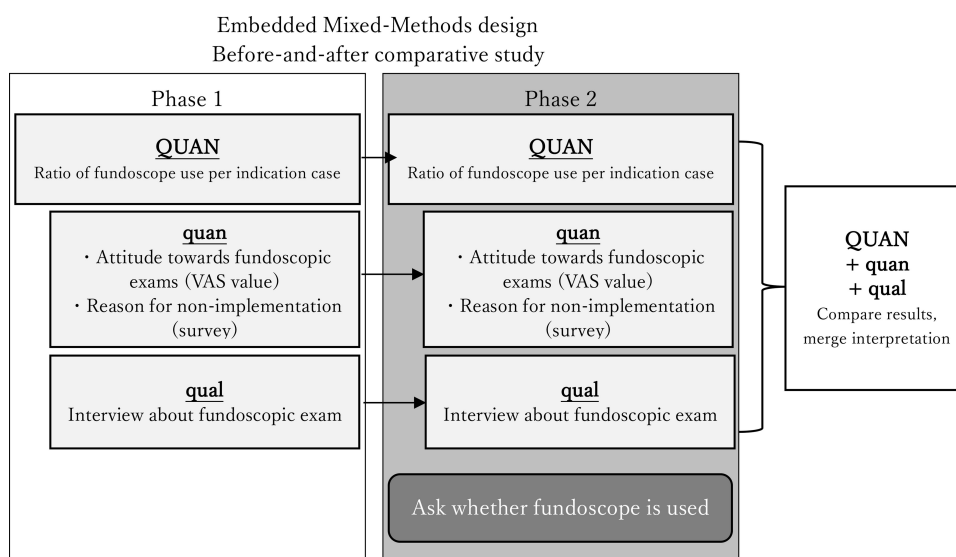 Embedded Mixed-Methods design
Before-and-after comparative study
Phase 1
QUAN
Ratio of fundoscope use per indication case
quan
・Attitude towards fundoscopic
exams (VAS value)
・Reason for non-implementation
(survey)
qual
Interview about fundoscopic exam
Phase 2
QUAN
Ratio of fundoscope use per indication case
quan
・Attitude towards fundoscopic
exams (VAS value)
・Reason for non-implementation
(survey)
qual
Interview about fundoscopic exam
Ask whether fundoscope is used
QUAN
+ quan
+ qual
Compare results,
merge interpretation